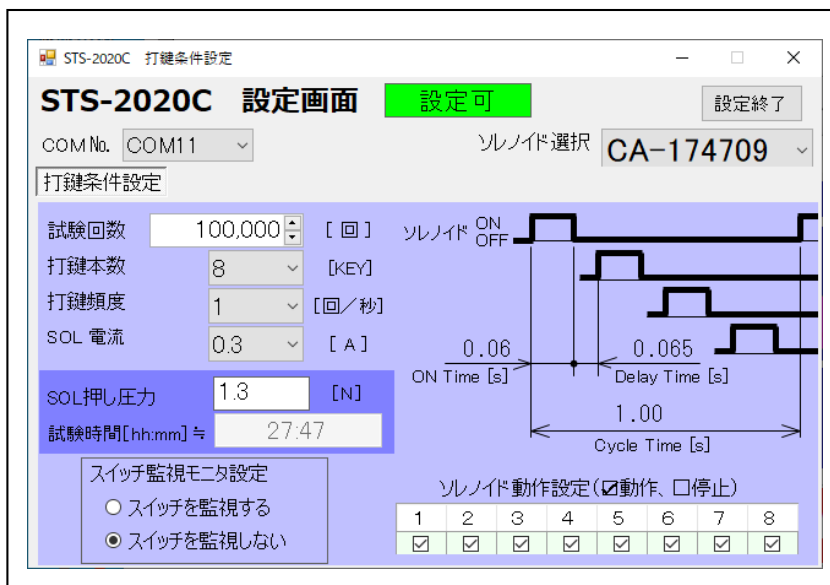 STS-2020C 打鍵条件設定
STS-2020C 設定画面 設定可 設定終了
COM№ COM11 ソレノイド選択 CA-174709
打鍵条件設定
試験回数 100,000 [回]
打鍵本数 8 [KEY]
打鍵頻度 1 [回/秒]
SOL 電流 0.3 [A]
SOL押し圧力 1.3 [N]
試験時間[hh:mm]≒ 27:47
スイッチ監視モニタ設定
スイッチを監視する
スイッチを監視しない
ソレノイド ON
OFF
0.06 0.065
ON Time [s] Delay Time [s]
1.00
Cycle Time [s]
ソレノイド動作設定(☑動作、☐停止)
1 2 3 4 5 6 7 8